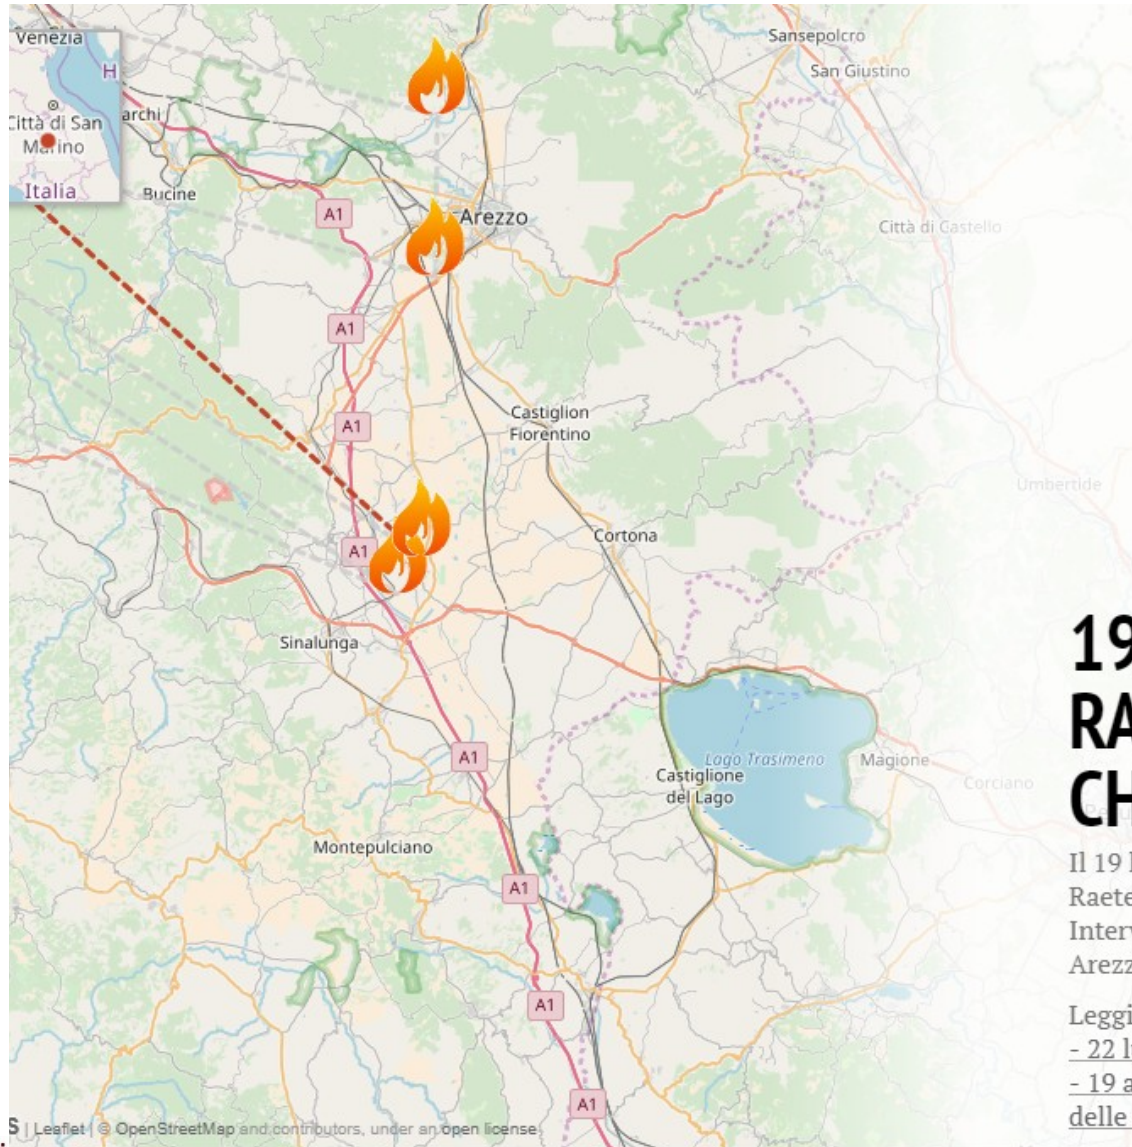 Venezia
H
Città di San
Marino
Italia
archi
Bucine
Sansepolcro
San Giustino
A1
Arezzo
Città di Castello
A1
A1
Castiglion
Fiorentino
Umbertide
A1
Cortona
Sinalunga
A1
Lago Trasimeno
Magione
Castiglione
del Lago
Corciano
Montepulciano
A1
A1
A1
S | Leaflet | © OpenStreetMap and contributors, under an open license
19
RA
CH
Il 19 l
Raete
Interv
Arezz
Leggi
- 22 l
- 19 a
delle